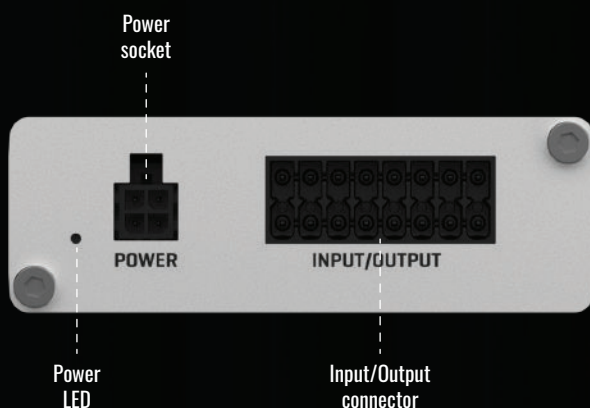 Power
socket
POWER
INPUT/OUTPUT
Power
LED
Input/Output
connector